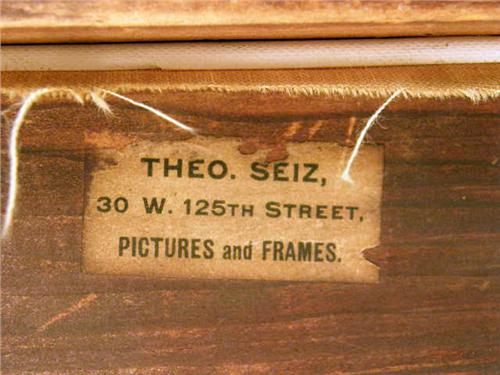 THEO. SEIZ,
30 W. 125TH STREET,
PICTURES and FRAMES.